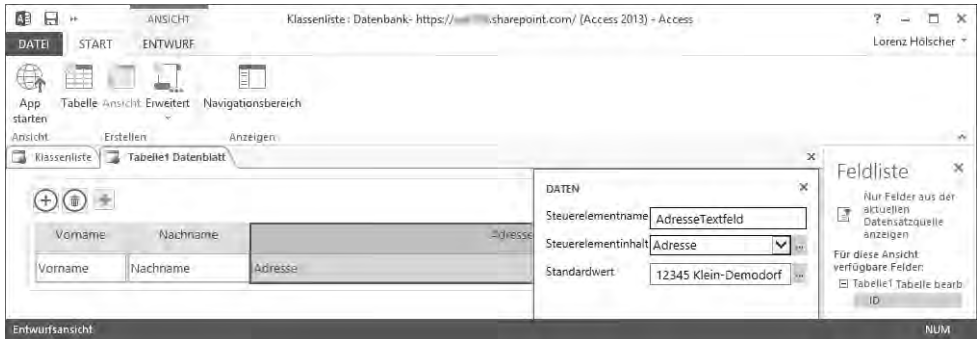 ANSICHT
Klassenliste : Datenbank- https:// .sharepoint.com/ (Access 2013) - Access
DATEI START ENTWURF
Lorenz Hölscher
App starten
Tabelle
Ansicht
Erweitert
Navigationsbereich
Ansicht
Erstellen
Anzeigen
Klassenliste
Tabelle1 Datenblatt
Vorname Nachname Adresse
Vorname Nachname Adresse
DATEN
Steuerelementname AdresseTextfeld
Steuerelementinhalt Adresse
Standardwert 12345 Klein-Demodorf
Feldliste
Nur Felder aus der
aktuellen
Datensatzquelle
anzeigen
Für diese Ansicht
verfügbare Felder:
Tabelle1 Tabelle bearb
ID
Entwurfsansicht
NUM